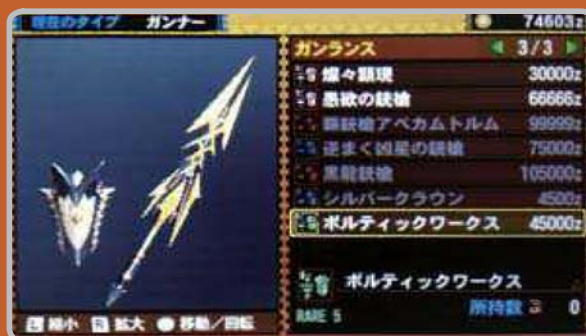 現在のタイプ ガンナー
74603z
ガンランス 3/3
燦々顕現 30000z
愚欲の銃槍 66666z
顕銃槍アペカムトルム 99999z
逆まく凶星の銃槍 75000z
黒龍銃槍 105000z
シルバークラウン 4500z
ボルティックワークス 45000z
ボルティックワークス
RARE 5 所持数 0
L 縮小 R 拡大 移動/回転